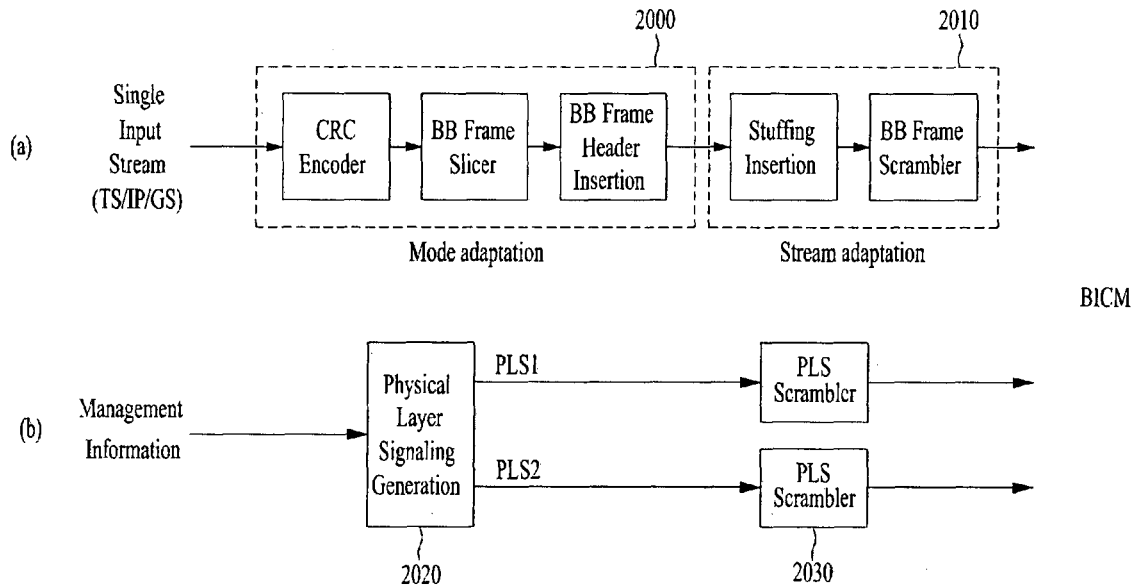 2000
2010
(a)
Single
Input
Stream
(TS/IP/GS)
CRC
Encoder
BB Frame
Slicer
BB Frame
Header
Insertion
Stuffing
Insertion
BB Frame
Scrambler
Mode adaptation
Stream adaptation
BICM
(b)
Management
Information
Physical
Layer
Signaling
Generation
PLS1
PLS2
PLS
Scrambler
PLS
Scrambler
2020
2030